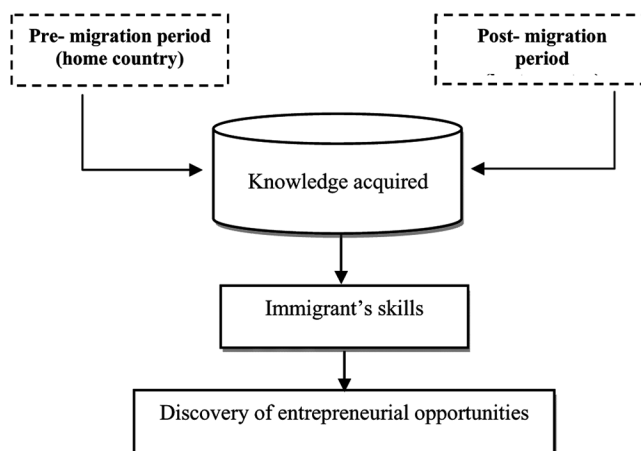 Pre- migration period
(home country)
Post- migration
period
Knowledge acquired
Immigrant’s skills
Discovery of entrepreneurial opportunities